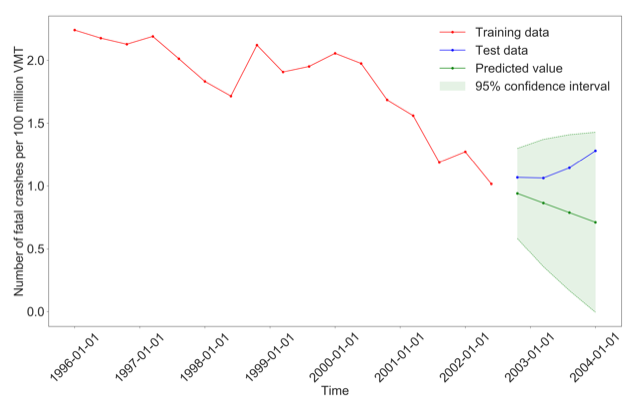 Number of fatal crashes per 100 million VMT
2.0
1.5
1.0
0.5
0.0
Training data
Test data
Predicted value
95% confidence interval
1996-01-01
1997-01-01
1998-01-01
1999-01-01
2000-01-01
2001-01-01
2002-01-01
2003-01-01
2004-01-01
Time